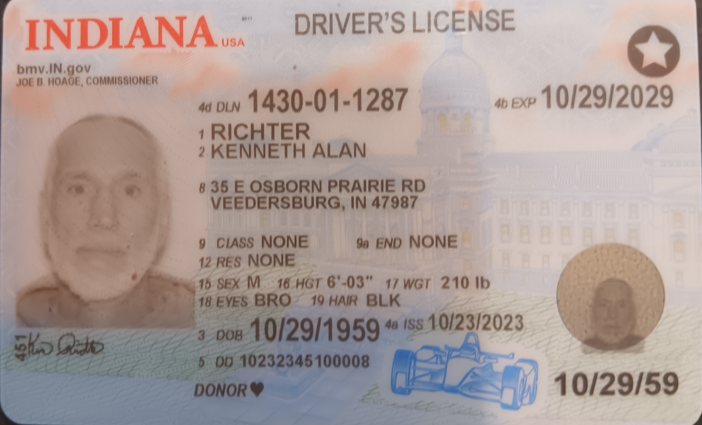 INDIANA USA
DRIVER'S LICENSE
bmv.IN.gov
JOE B. HOAGE, COMMISSIONER
4d DLN 1430-01-1287 4b EXP 10/29/2029
1 RICHTER
2 KENNETH ALAN
8 35 E OSBORN PRAIRIE RD
VEEDERSBURG, IN 47987
9 CLASS NONE 9a END NONE
12 RES NONE
15 SEX M 16 HGT 6'-03" 17 WGT 210 lb
18 EYES BRO 19 HAIR BLK
3 DOB 10/29/1959 4a ISS 10/23/2023
5 DD 10232345100008
DONOR
451
10/29/59